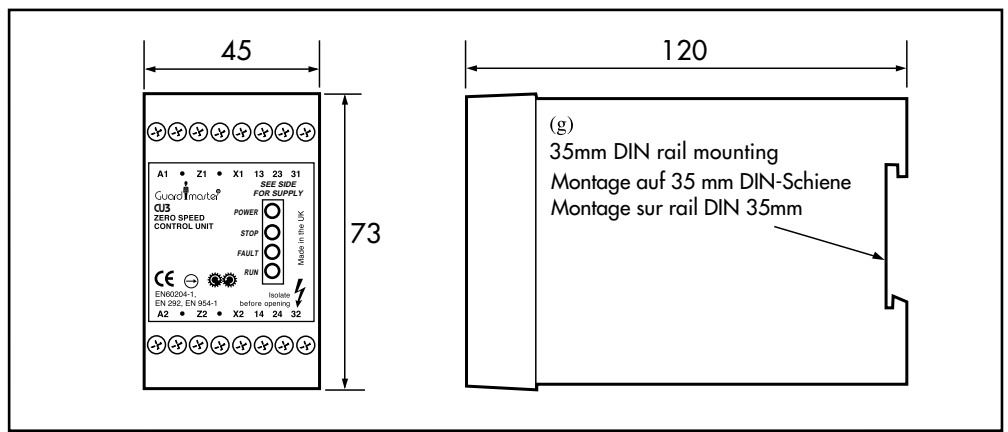 45
120
73
A1 • Z1 • X1 13 23 31
SEE SIDE
FOR SUPPLY
Guardmaster®
CU3
ZERO SPEED
CONTROL UNIT
POWER
STOP
FAULT
RUN
Made in the UK
CE
EN60204-1,
EN 292, EN 954-1
Isolate
before opening
A2 • Z2 • X2 14 24 32
(g)
35mm DIN rail mounting
Montage auf 35 mm DIN-Schiene
Montage sur rail DIN 35mm